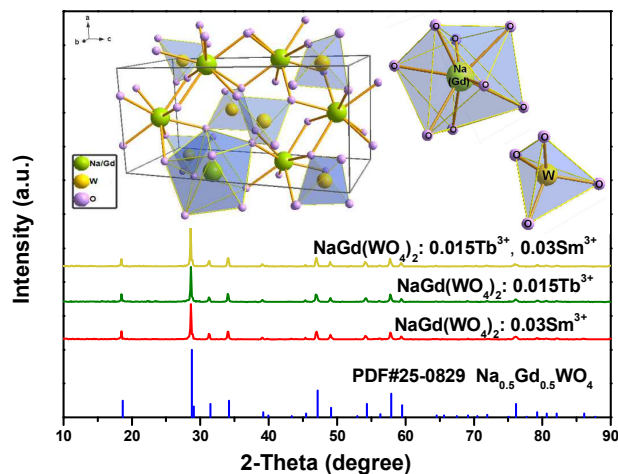 a
b
c
Na/Gd
W
O
O
O
O
O
Na
(Gd)
O
O
O
O
O
O
W
O
O
Intensity (a.u.)
NaGd(WO₄)₂: 0.015Tb³⁺, 0.03Sm³⁺
NaGd(WO₄)₂: 0.015Tb³⁺
NaGd(WO₄)₂: 0.03Sm³⁺
PDF#25-0829 Na₀.₅Gd₀.₅WO₄
10 20 30 40 50 60 70 80 90
2-Theta (degree)